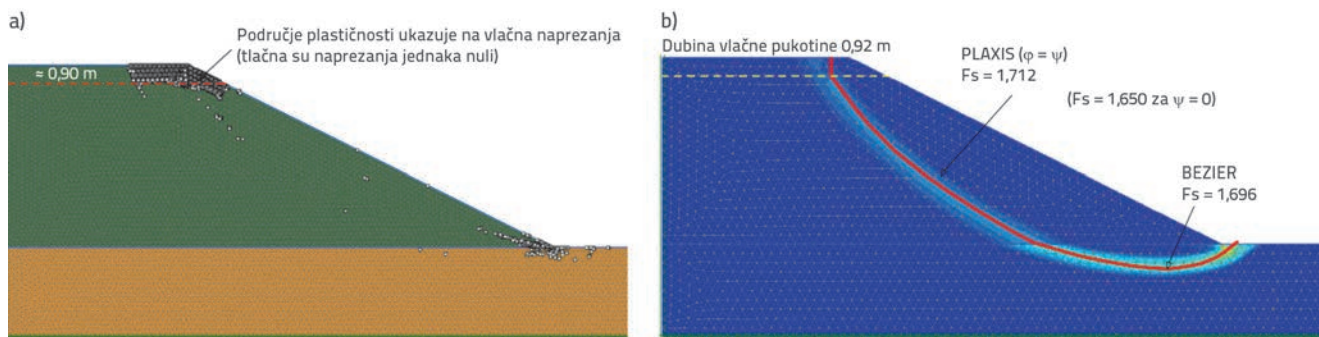 a)
Područje plastičnosti ukazuje na vlačna naprezanja
(tlačna su naprezanja jednaka nuli)
≈ 0,90 m
b)
Dubina vlačne pukotine 0,92 m
PLAXIS (φ = ψ)
Fs = 1,712
(Fs = 1,650 za ψ = 0)
BEZIER
Fs = 1,696